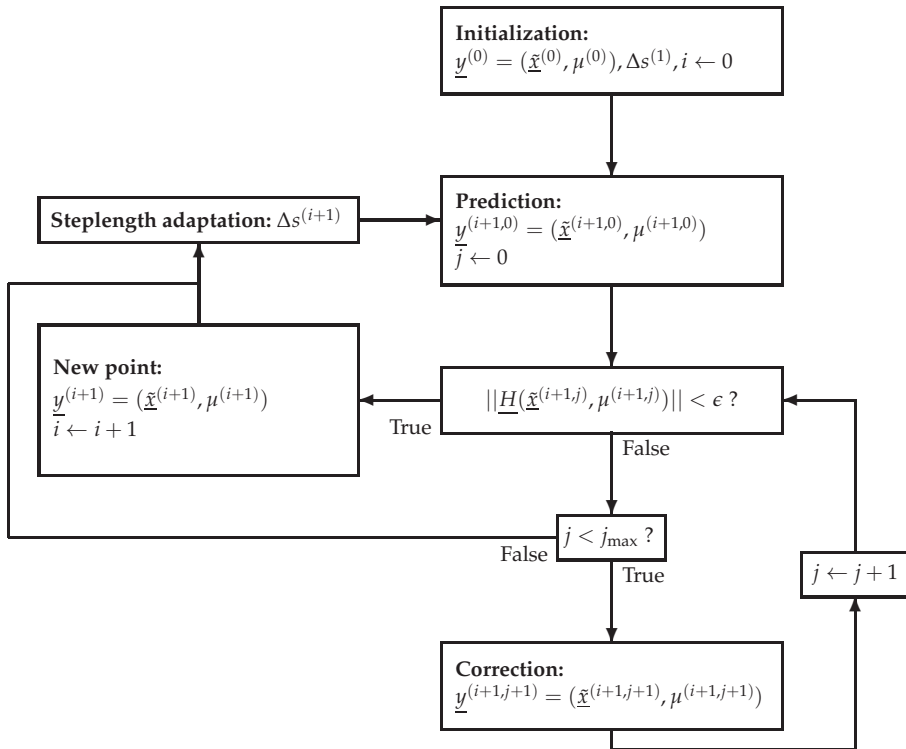 Initialization:
y̲^(0) = (x̲̃^(0), μ^(0)), Δs^(1), i ← 0
Steplength adaptation: Δs^(i+1)
Prediction:
y̲^(i+1,0) = (x̲̃^(i+1,0), μ^(i+1,0))
j ← 0
New point:
y̲^(i+1) = (x̲̃^(i+1), μ^(i+1))
i ← i + 1
||H̲(x̲̃^(i+1,j), μ^(i+1,j))|| < ϵ ?
True
False
j < j_max ?
False
True
j ← j + 1
Correction:
y̲^(i+1,j+1) = (x̲̃^(i+1,j+1), μ^(i+1,j+1))